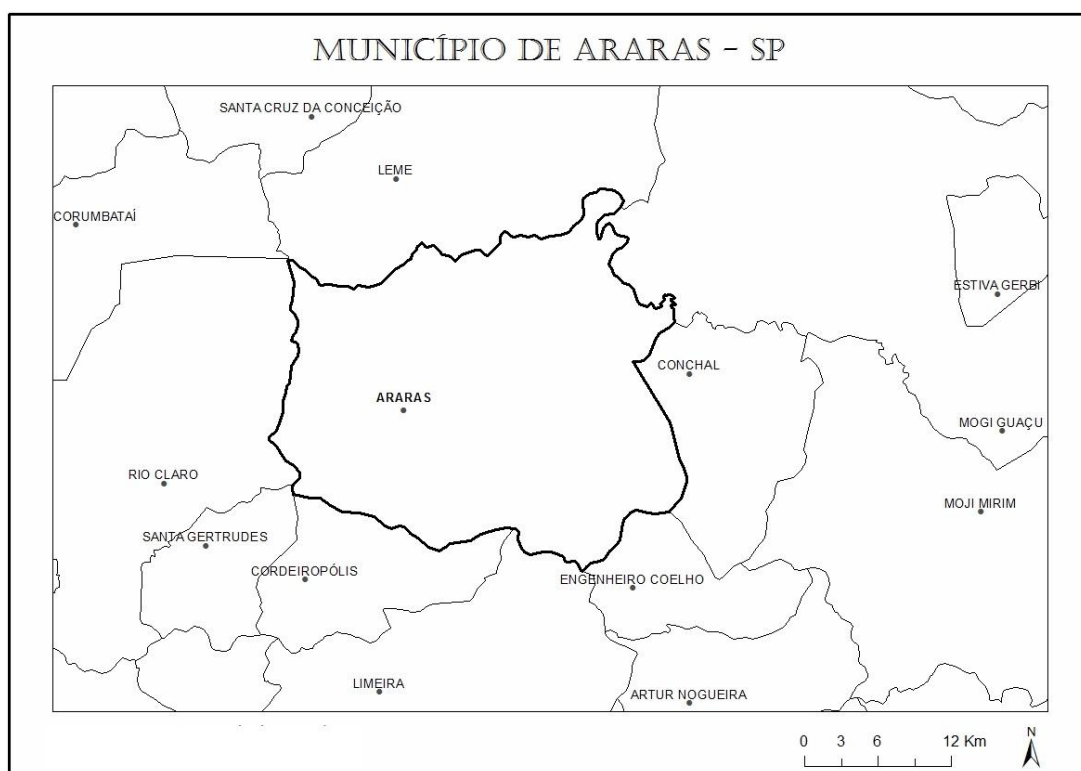 MUNICÍPIO DE ARARAS - SP
SANTA CRUZ DA CONCEIÇÃO
LEME
CORUMBATAÍ
ESTIVA GERBI
CONCHAL
ARARAS
MOGI GUAÇU
RIO CLARO
MOJI MIRIM
SANTA GERTRUDES
CORDEIRÓPOLIS
ENGENHEIRO COELHO
LIMEIRA
ARTUR NOGUEIRA
0 3 6 12 Km
N